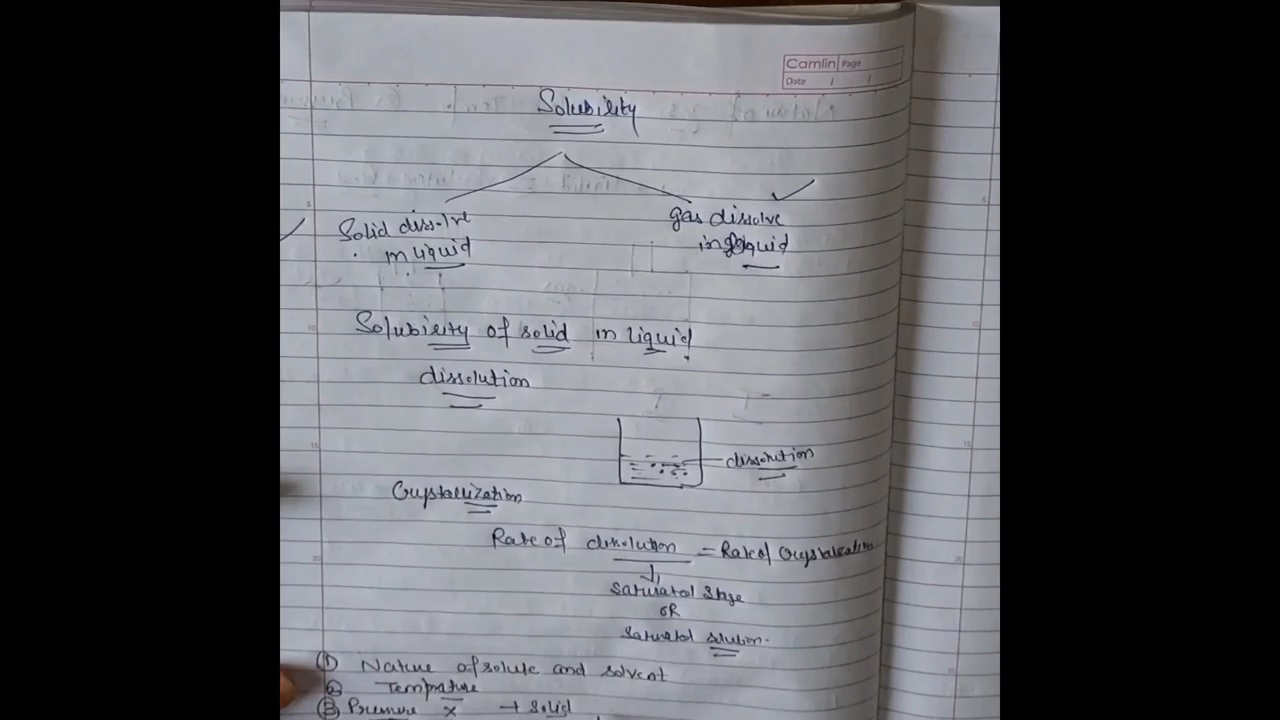 Camlin Page
Date / /
Solubility
Solid dissolve
in liquid
gas dissolve
in liquid
Solubility of solid in liquid
dissolution
dissolution
Crystallization
Rate of dissolution = Rate of Crystallization
saturated stage
OR
saturated solution.
① Nature of solute and solvent
② Temprature
③ Pressure × → solid